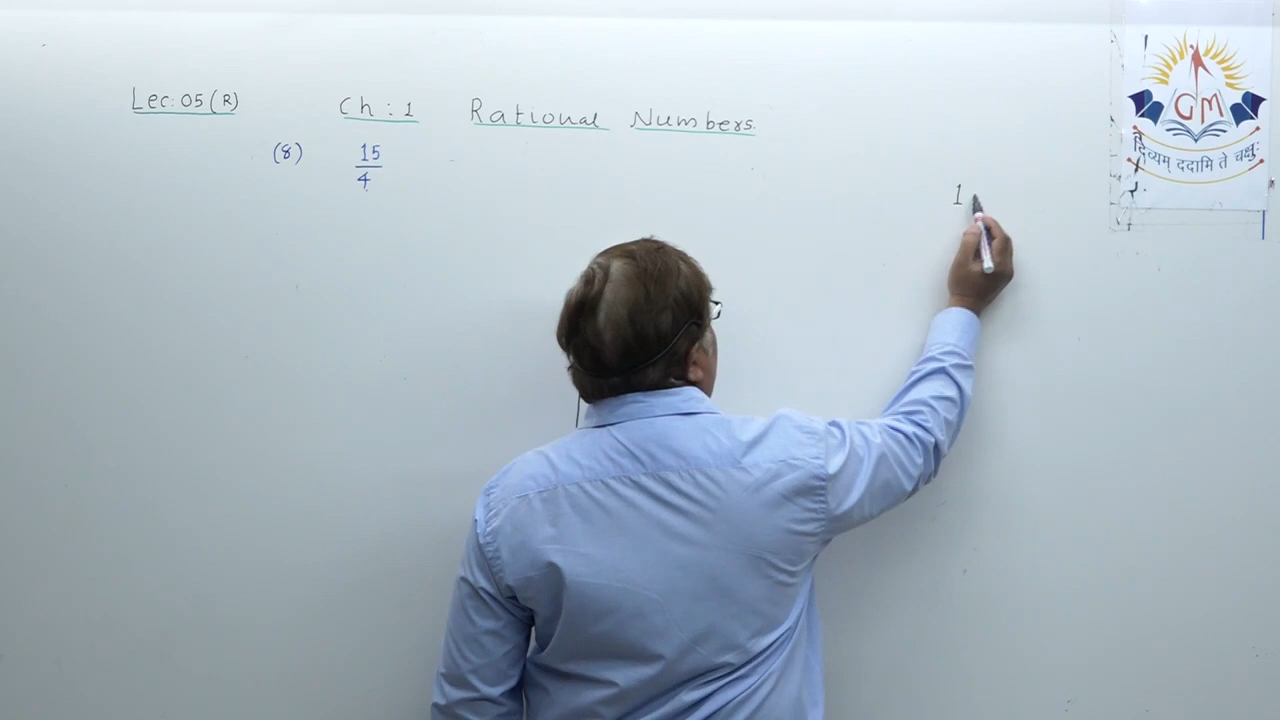 Lec: 05 (R) Ch : 1 Rational Numbers.
(8) 15
4
1
GM
दिव्यम् ददामि ते चक्षुः